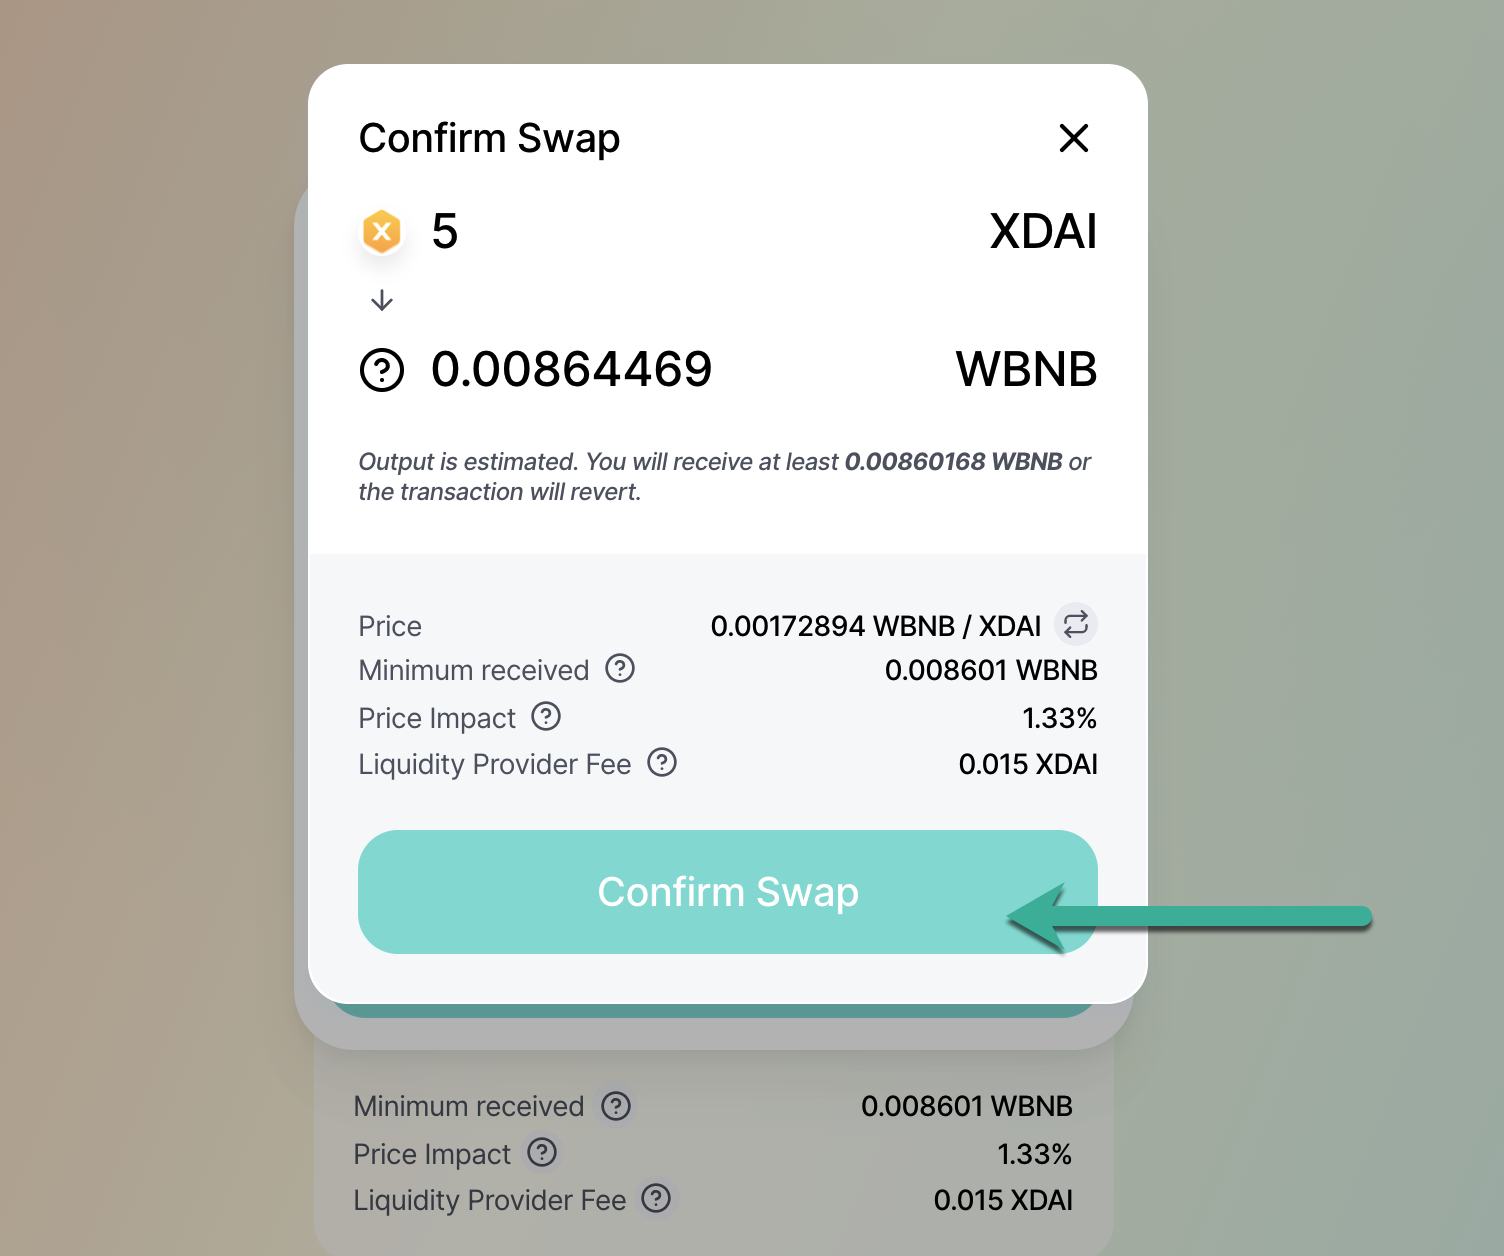 Confirm Swap
5 XDAI
0.00864469 WBNB
Output is estimated. You will receive at least 0.00860168 WBNB or
the transaction will revert.
Price 0.00172894 WBNB / XDAI
Minimum received 0.008601 WBNB
Price Impact 1.33%
Liquidity Provider Fee 0.015 XDAI
Confirm Swap
Minimum received 0.008601 WBNB
Price Impact 1.33%
Liquidity Provider Fee 0.015 XDAI